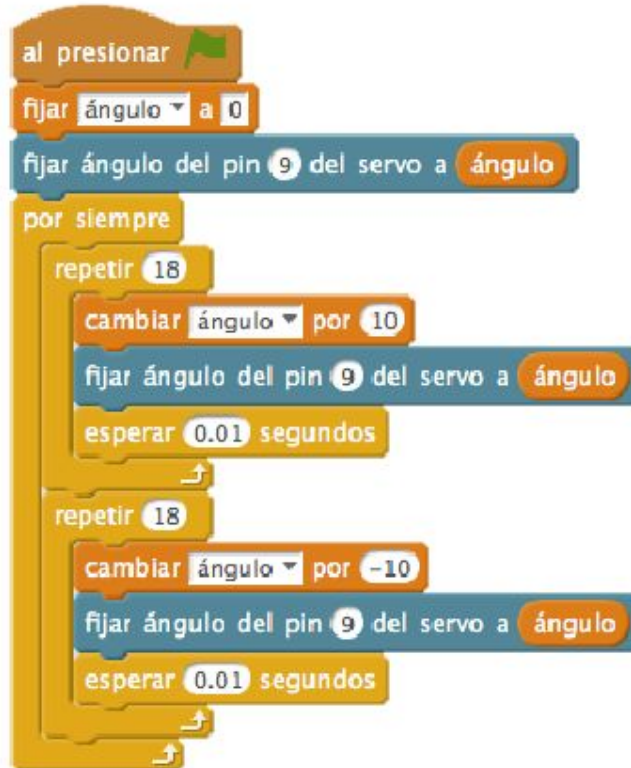 al presionar
fijar ángulo a 0
fijar ángulo del pin 9 del servo a ángulo
por siempre
repetir 18
cambiar ángulo por 10
fijar ángulo del pin 9 del servo a ángulo
esperar 0.01 segundos
repetir 18
cambiar ángulo por -10
fijar ángulo del pin 9 del servo a ángulo
esperar 0.01 segundos